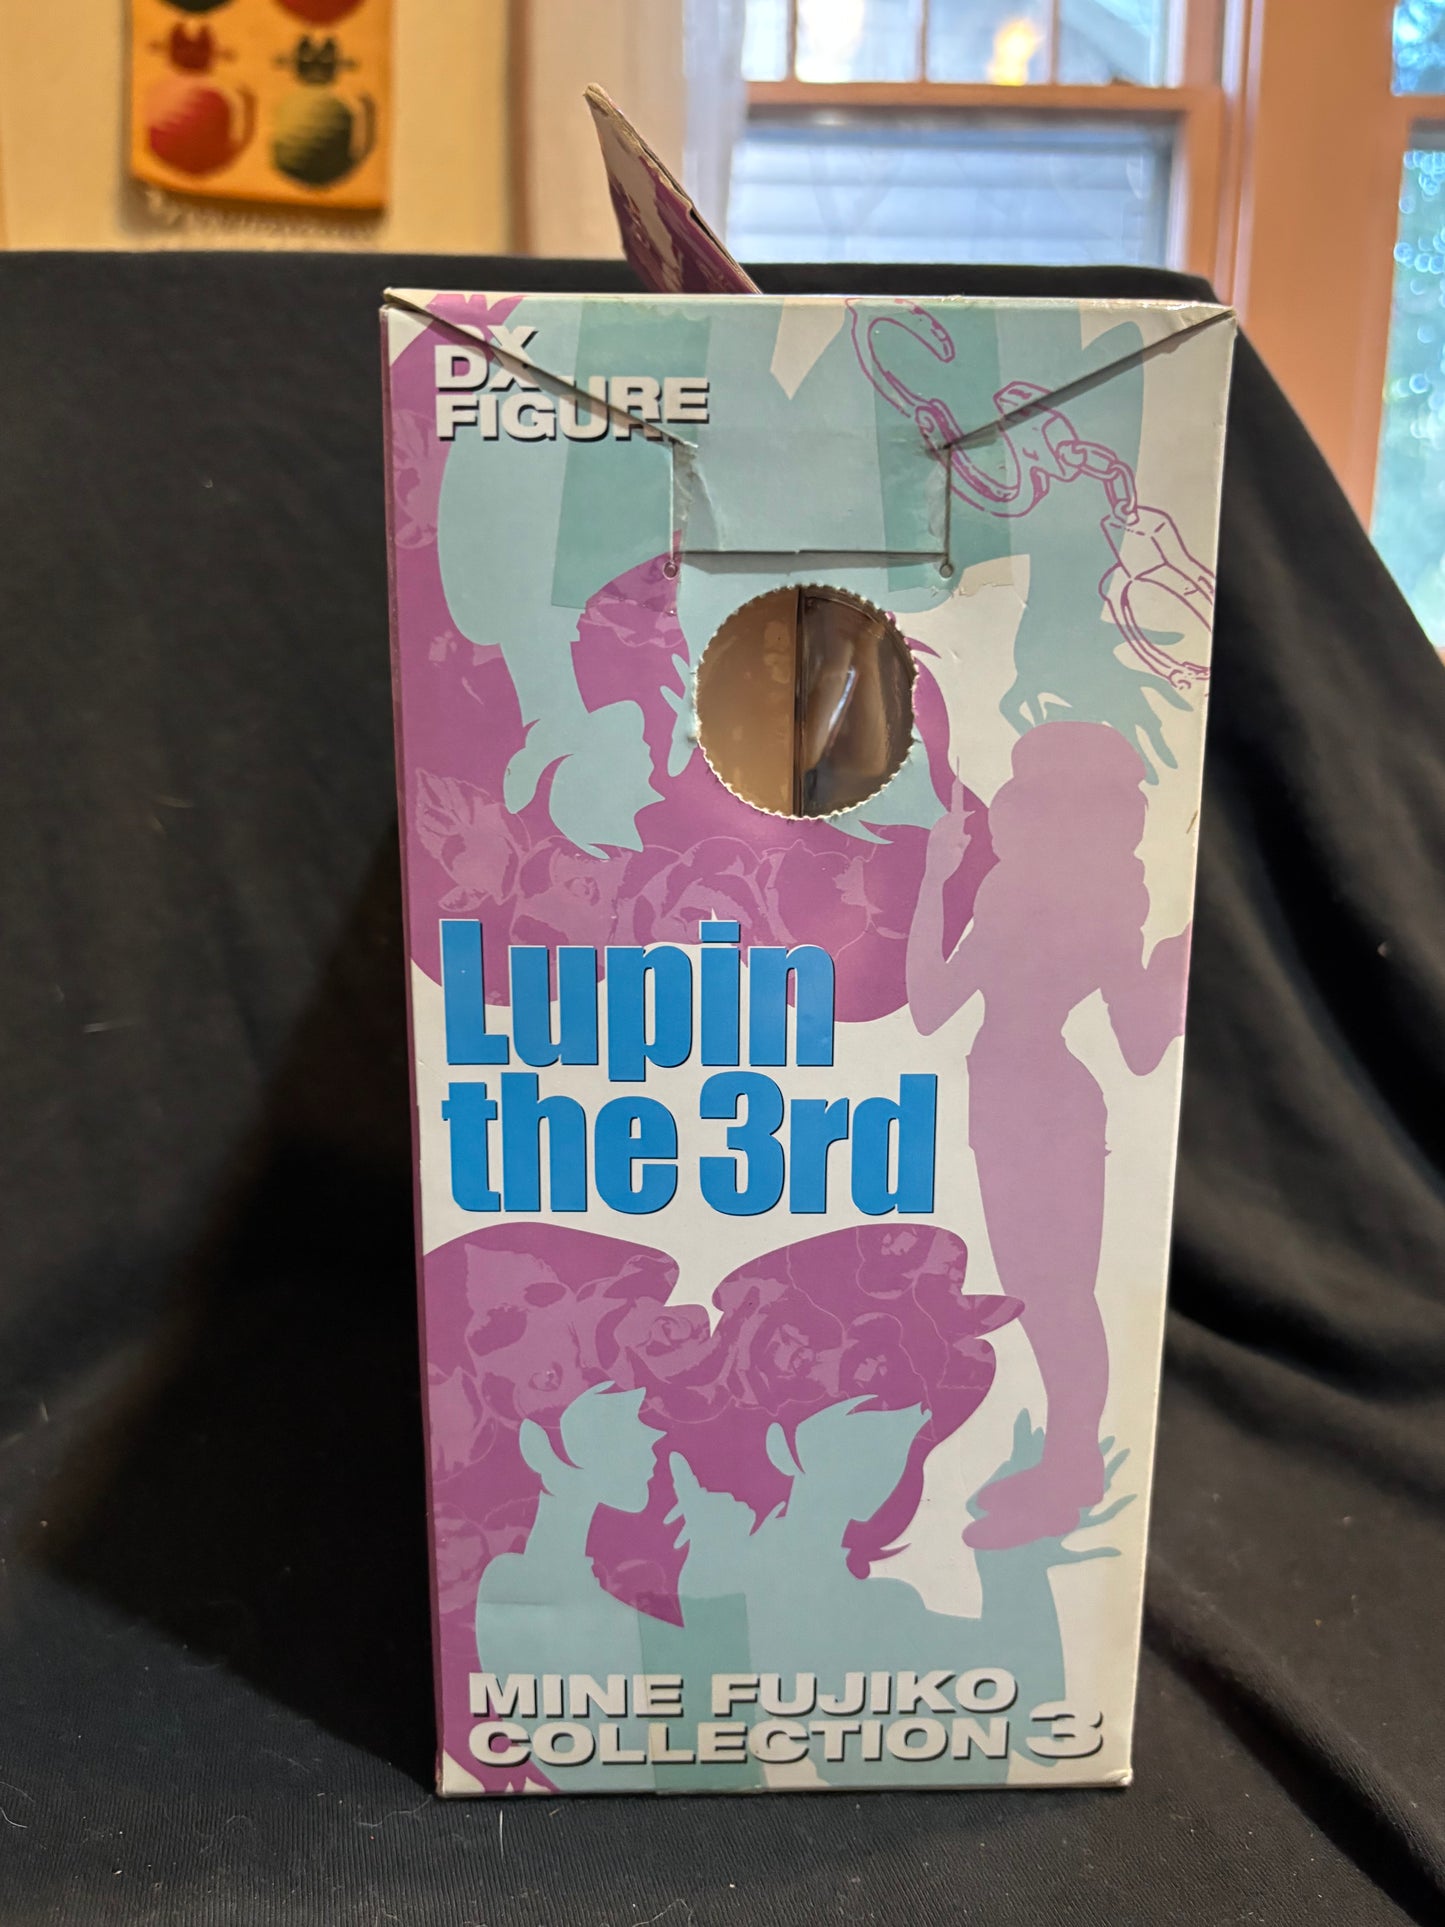 DX
FIGURE
Lupin
the 3rd
MINE FUJIKO
COLLECTION 3